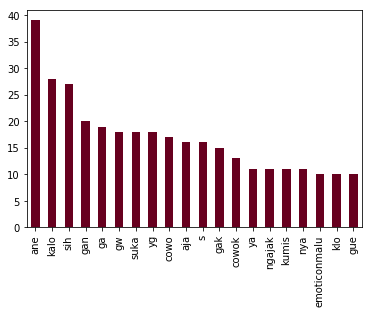 40
35
30
25
20
15
10
5
0
ane
kalo
sih
gan
ga
gw
suka
yg
cowo
aja
s
gak
cowok
ya
ngajak
kumis
nya
emoticonmalu
klo
gue